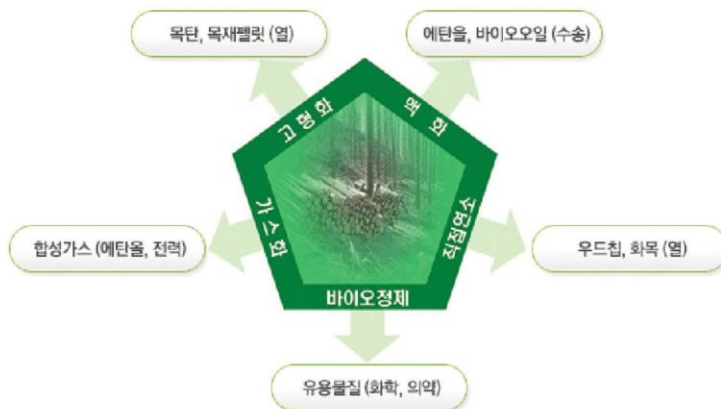 목탄, 목재펠릿 (열)
에탄올, 바이오오일 (수송)
고형화
액화
가스화
직접연소
합성가스 (에탄올, 전력)
우드칩, 화목 (열)
바이오정제
유용물질 (화학, 의약)